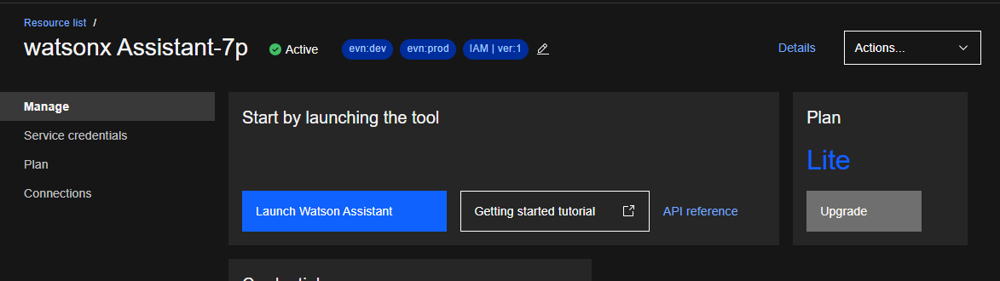 Resource list /
watsonx Assistant-7p
Active
evn:dev
evn:prod
IAM | ver:1
Details
Actions...
Manage
Service credentials
Plan
Connections
Start by launching the tool
Launch Watson Assistant
Getting started tutorial
API reference
Plan
Lite
Upgrade